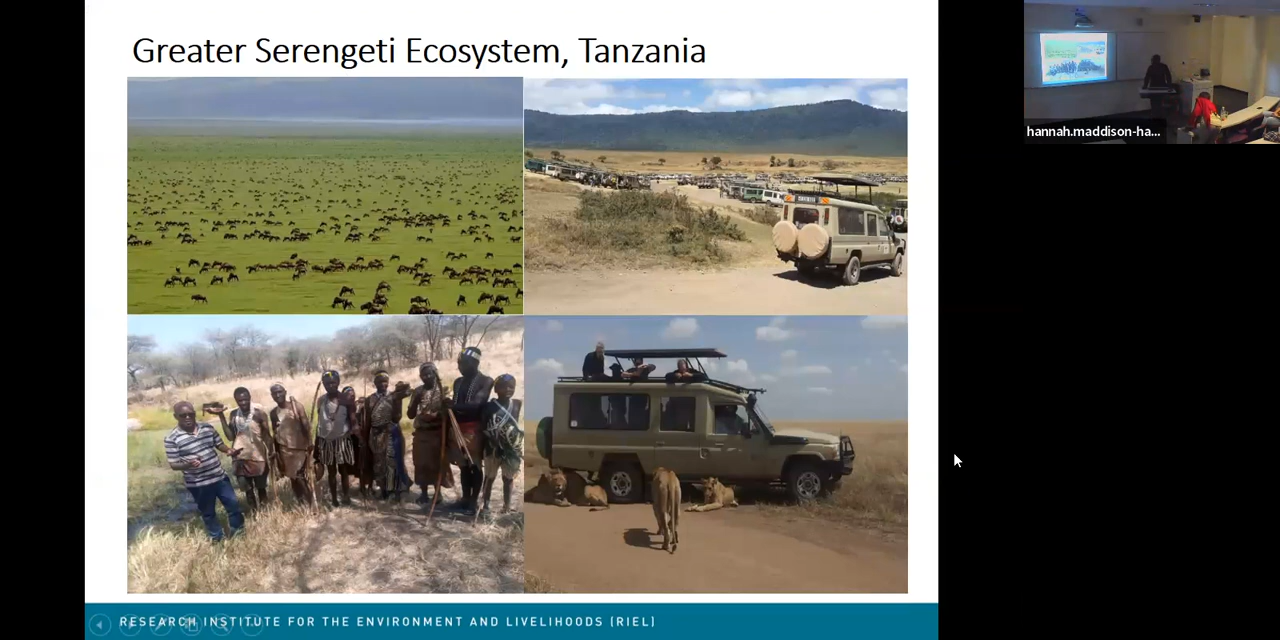 Greater Serengeti Ecosystem, Tanzania
hannah.maddison-ha...
RESEARCH INSTITUTE FOR THE ENVIRONMENT AND LIVELIHOODS (RIEL)